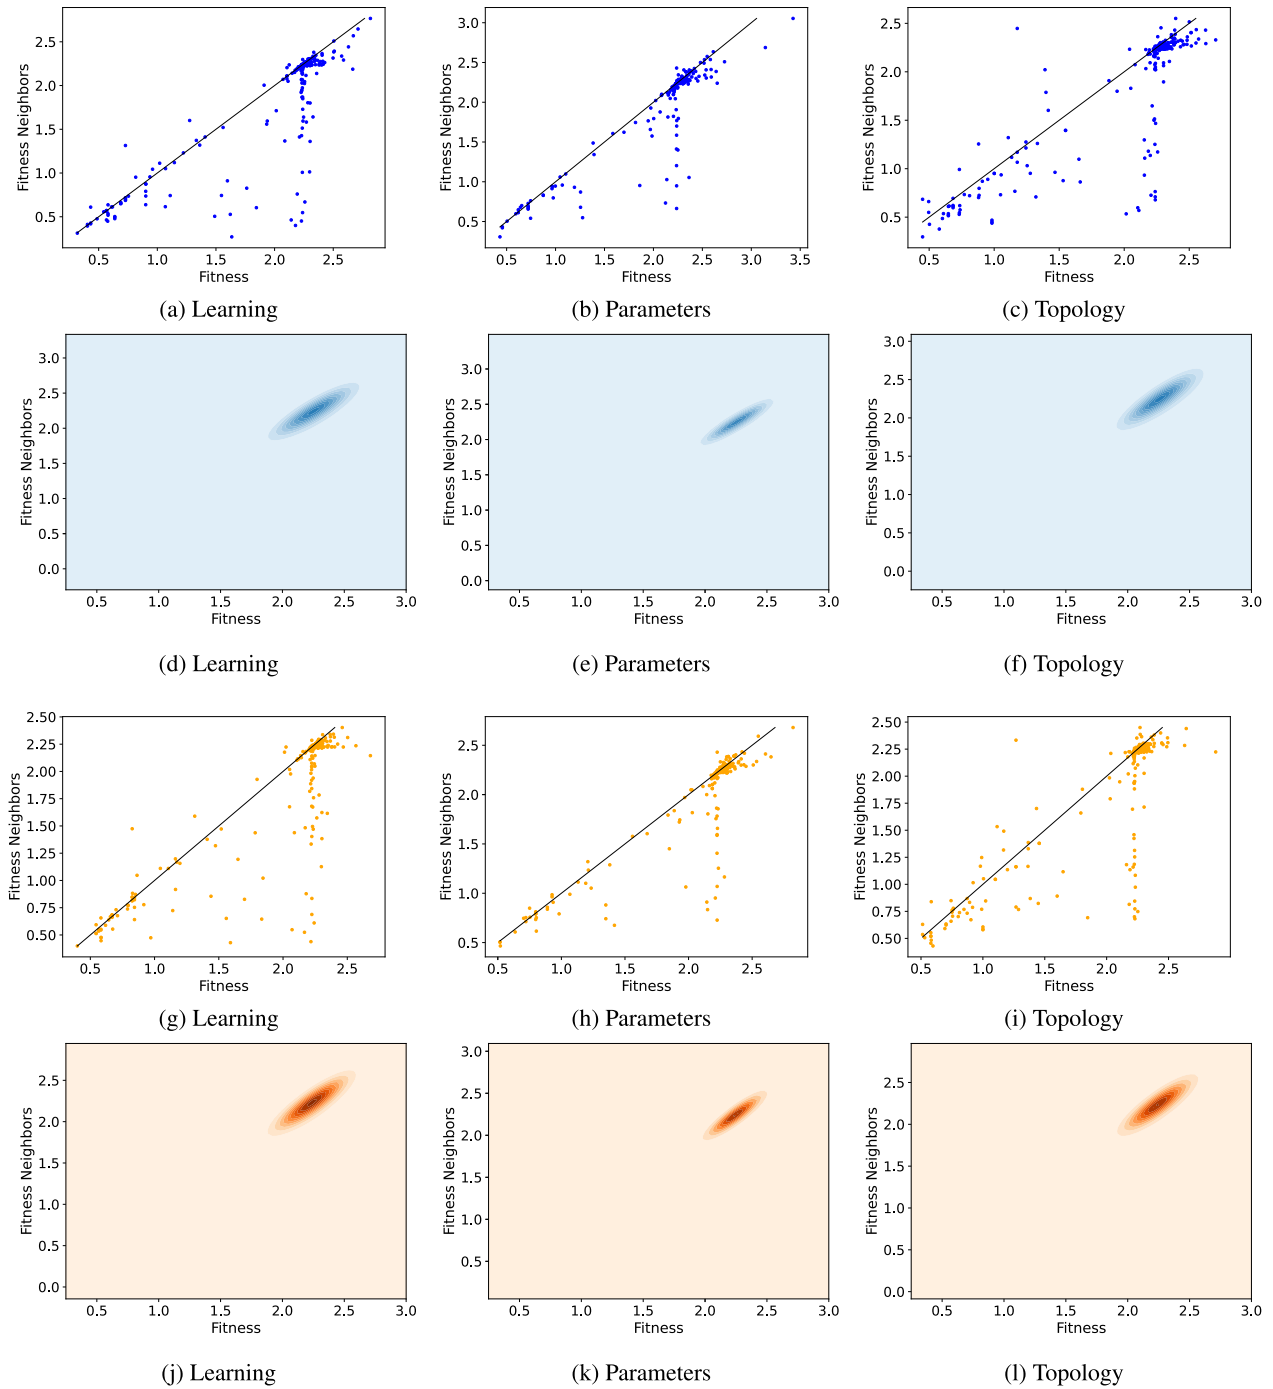 2.5
2.0
1.5
1.0
0.5
Fitness Neighbors
0.5 1.0 1.5 2.0 2.5
Fitness
(a) Learning
3.0
2.5
2.0
1.5
1.0
0.5
Fitness Neighbors
0.5 1.0 1.5 2.0 2.5 3.0 3.5
Fitness
(b) Parameters
2.5
2.0
1.5
1.0
0.5
Fitness Neighbors
0.5 1.0 1.5 2.0 2.5
Fitness
(c) Topology
3.0
2.5
2.0
1.5
1.0
0.5
0.0
Fitness Neighbors
0.5 1.0 1.5 2.0 2.5 3.0
Fitness
(d) Learning
3.0
2.5
2.0
1.5
1.0
0.5
0.0
Fitness Neighbors
0.5 1.0 1.5 2.0 2.5 3.0
Fitness
(e) Parameters
3.0
2.5
2.0
1.5
1.0
0.5
0.0
Fitness Neighbors
0.5 1.0 1.5 2.0 2.5 3.0
Fitness
(f) Topology
2.50
2.25
2.00
1.75
1.50
1.25
1.00
0.75
0.50
Fitness Neighbors
0.5 1.0 1.5 2.0 2.5
Fitness
(g) Learning
2.5
2.0
1.5
1.0
0.5
Fitness Neighbors
0.5 1.0 1.5 2.0 2.5
Fitness
(h) Parameters
2.50
2.25
2.00
1.75
1.50
1.25
1.00
0.75
0.50
Fitness Neighbors
0.5 1.0 1.5 2.0 2.5
Fitness
(i) Topology
2.5
2.0
1.5
1.0
0.5
0.0
Fitness Neighbors
0.5 1.0 1.5 2.0 2.5 3.0
Fitness
(j) Learning
3.0
2.5
2.0
1.5
1.0
0.5
Fitness Neighbors
0.5 1.0 1.5 2.0 2.5 3.0
Fitness
(k) Parameters
2.5
2.0
1.5
1.0
0.5
0.0
Fitness Neighbors
0.5 1.0 1.5 2.0 2.5 3.0
Fitness
(l) Topology